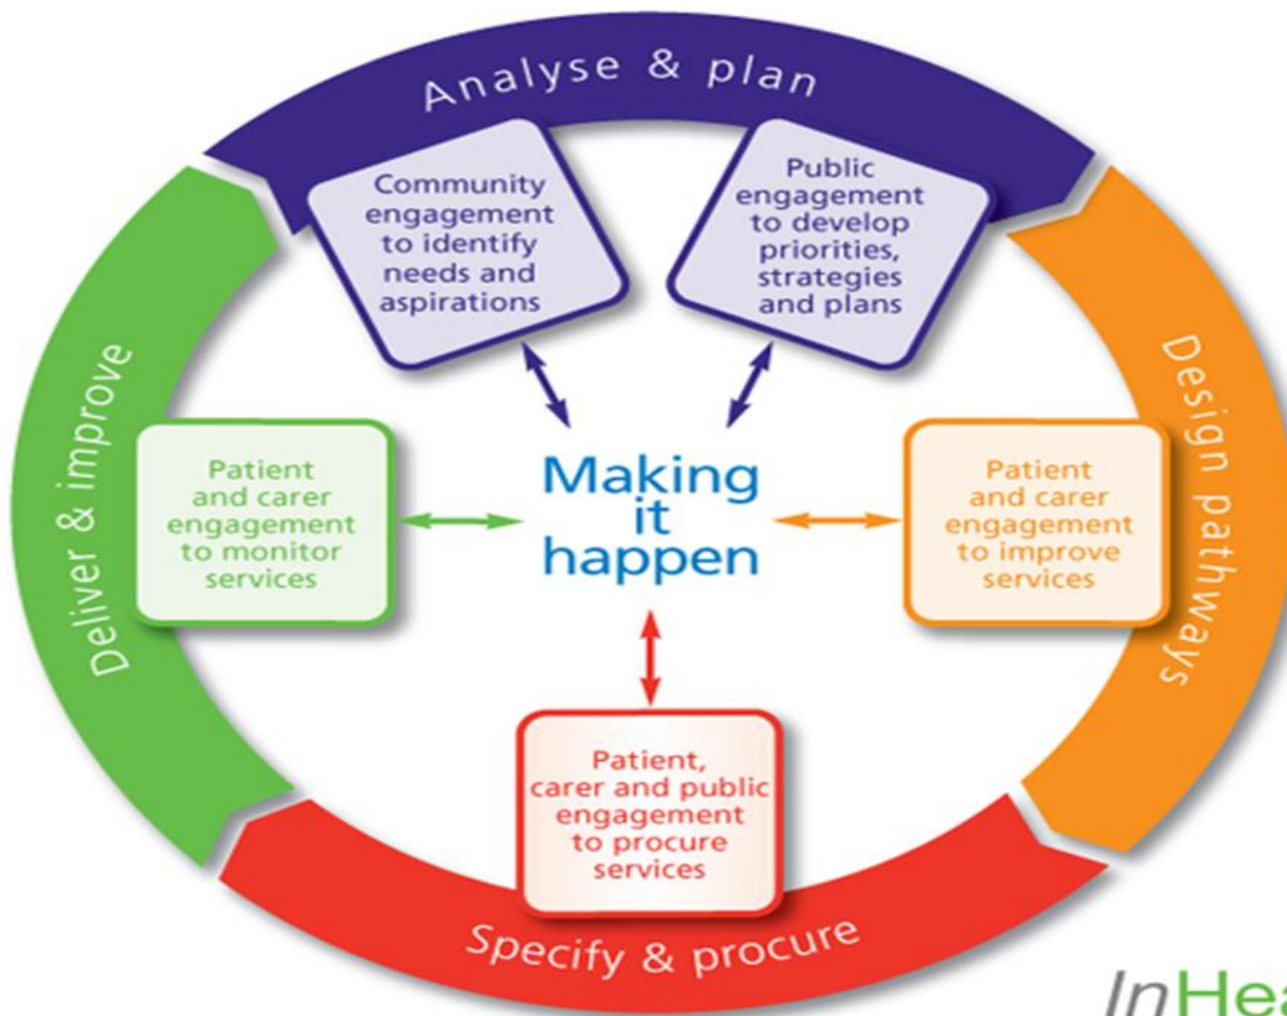 Analyse & plan
Community
engagement
to identify
needs and
aspirations
Public
engagement
to develop
priorities,
strategies
and plans
Design pathways
Deliver & improve
Patient
and carer
engagement
to monitor
services
Making
it
happen
Patient
and carer
engagement
to improve
services
Patient,
carer and public
engagement
to procure
services
Specify & procure
InHea